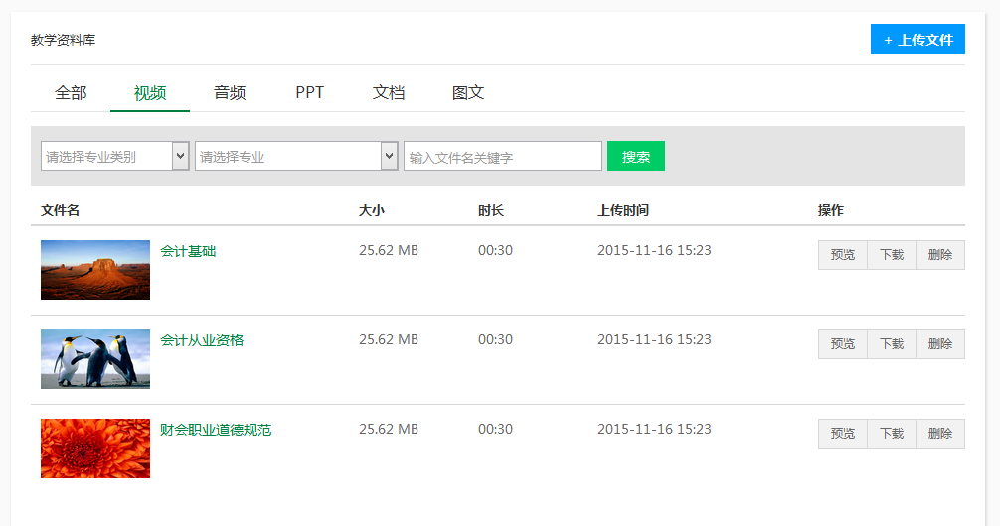 教学资料库
+ 上传文件
全部 视频 音频 PPT 文档 图文
请选择专业类别 请选择专业 输入文件名关键字 搜索
文件名 大小 时长 上传时间 操作
会计基础 25.62 MB 00:30 2015-11-16 15:23 预览 下载 删除
会计从业资格 25.62 MB 00:30 2015-11-16 15:23 预览 下载 删除
财会职业道德规范 25.62 MB 00:30 2015-11-16 15:23 预览 下载 删除